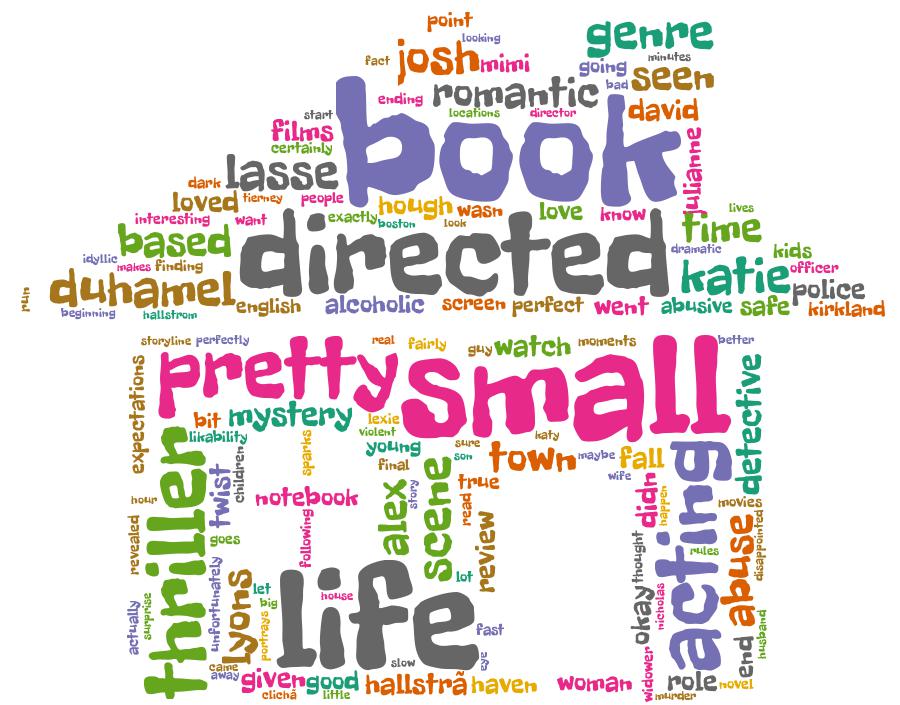 point
looking
genre
fact
josh
mimi
going
minutes
bad
seen
ending
romantic
david
start
locations
director
films
certainly
book
julianne
dark
lasse
loved
tierney
people
hough
wasn
love
know
lives
interesting
want
exactly
boston
look
time
based
directed
dramatic
kids
idyllic
makes
finding
katie
officer
run
duhamel
police
beginning
hallstrom
english
alcoholic
screen
perfect
went
abusive
safe
kirkland
storyline
perfectly
real
fairly
guy
watch
moments
better
expectations
pretty
small
detective
bit
mystery
lexie
likability
violent
young
sure
son
katy
thriller
twist
children
sparks
final
town
maybe
fall
wife
acting
hour
notebook
alex
story
scene
true
read
didn
happen
movies
revealed
goes
following
review
thought
rules
abuse
disappointed
actually
surprise
unfortunately
lyons
let
big
portrays
life
house
lot
fast
eye
okay
nicholas
end
husband
came
away
given
clichã
good
little
slow
hallstrã
haven
woman
widower
murder
role
novel